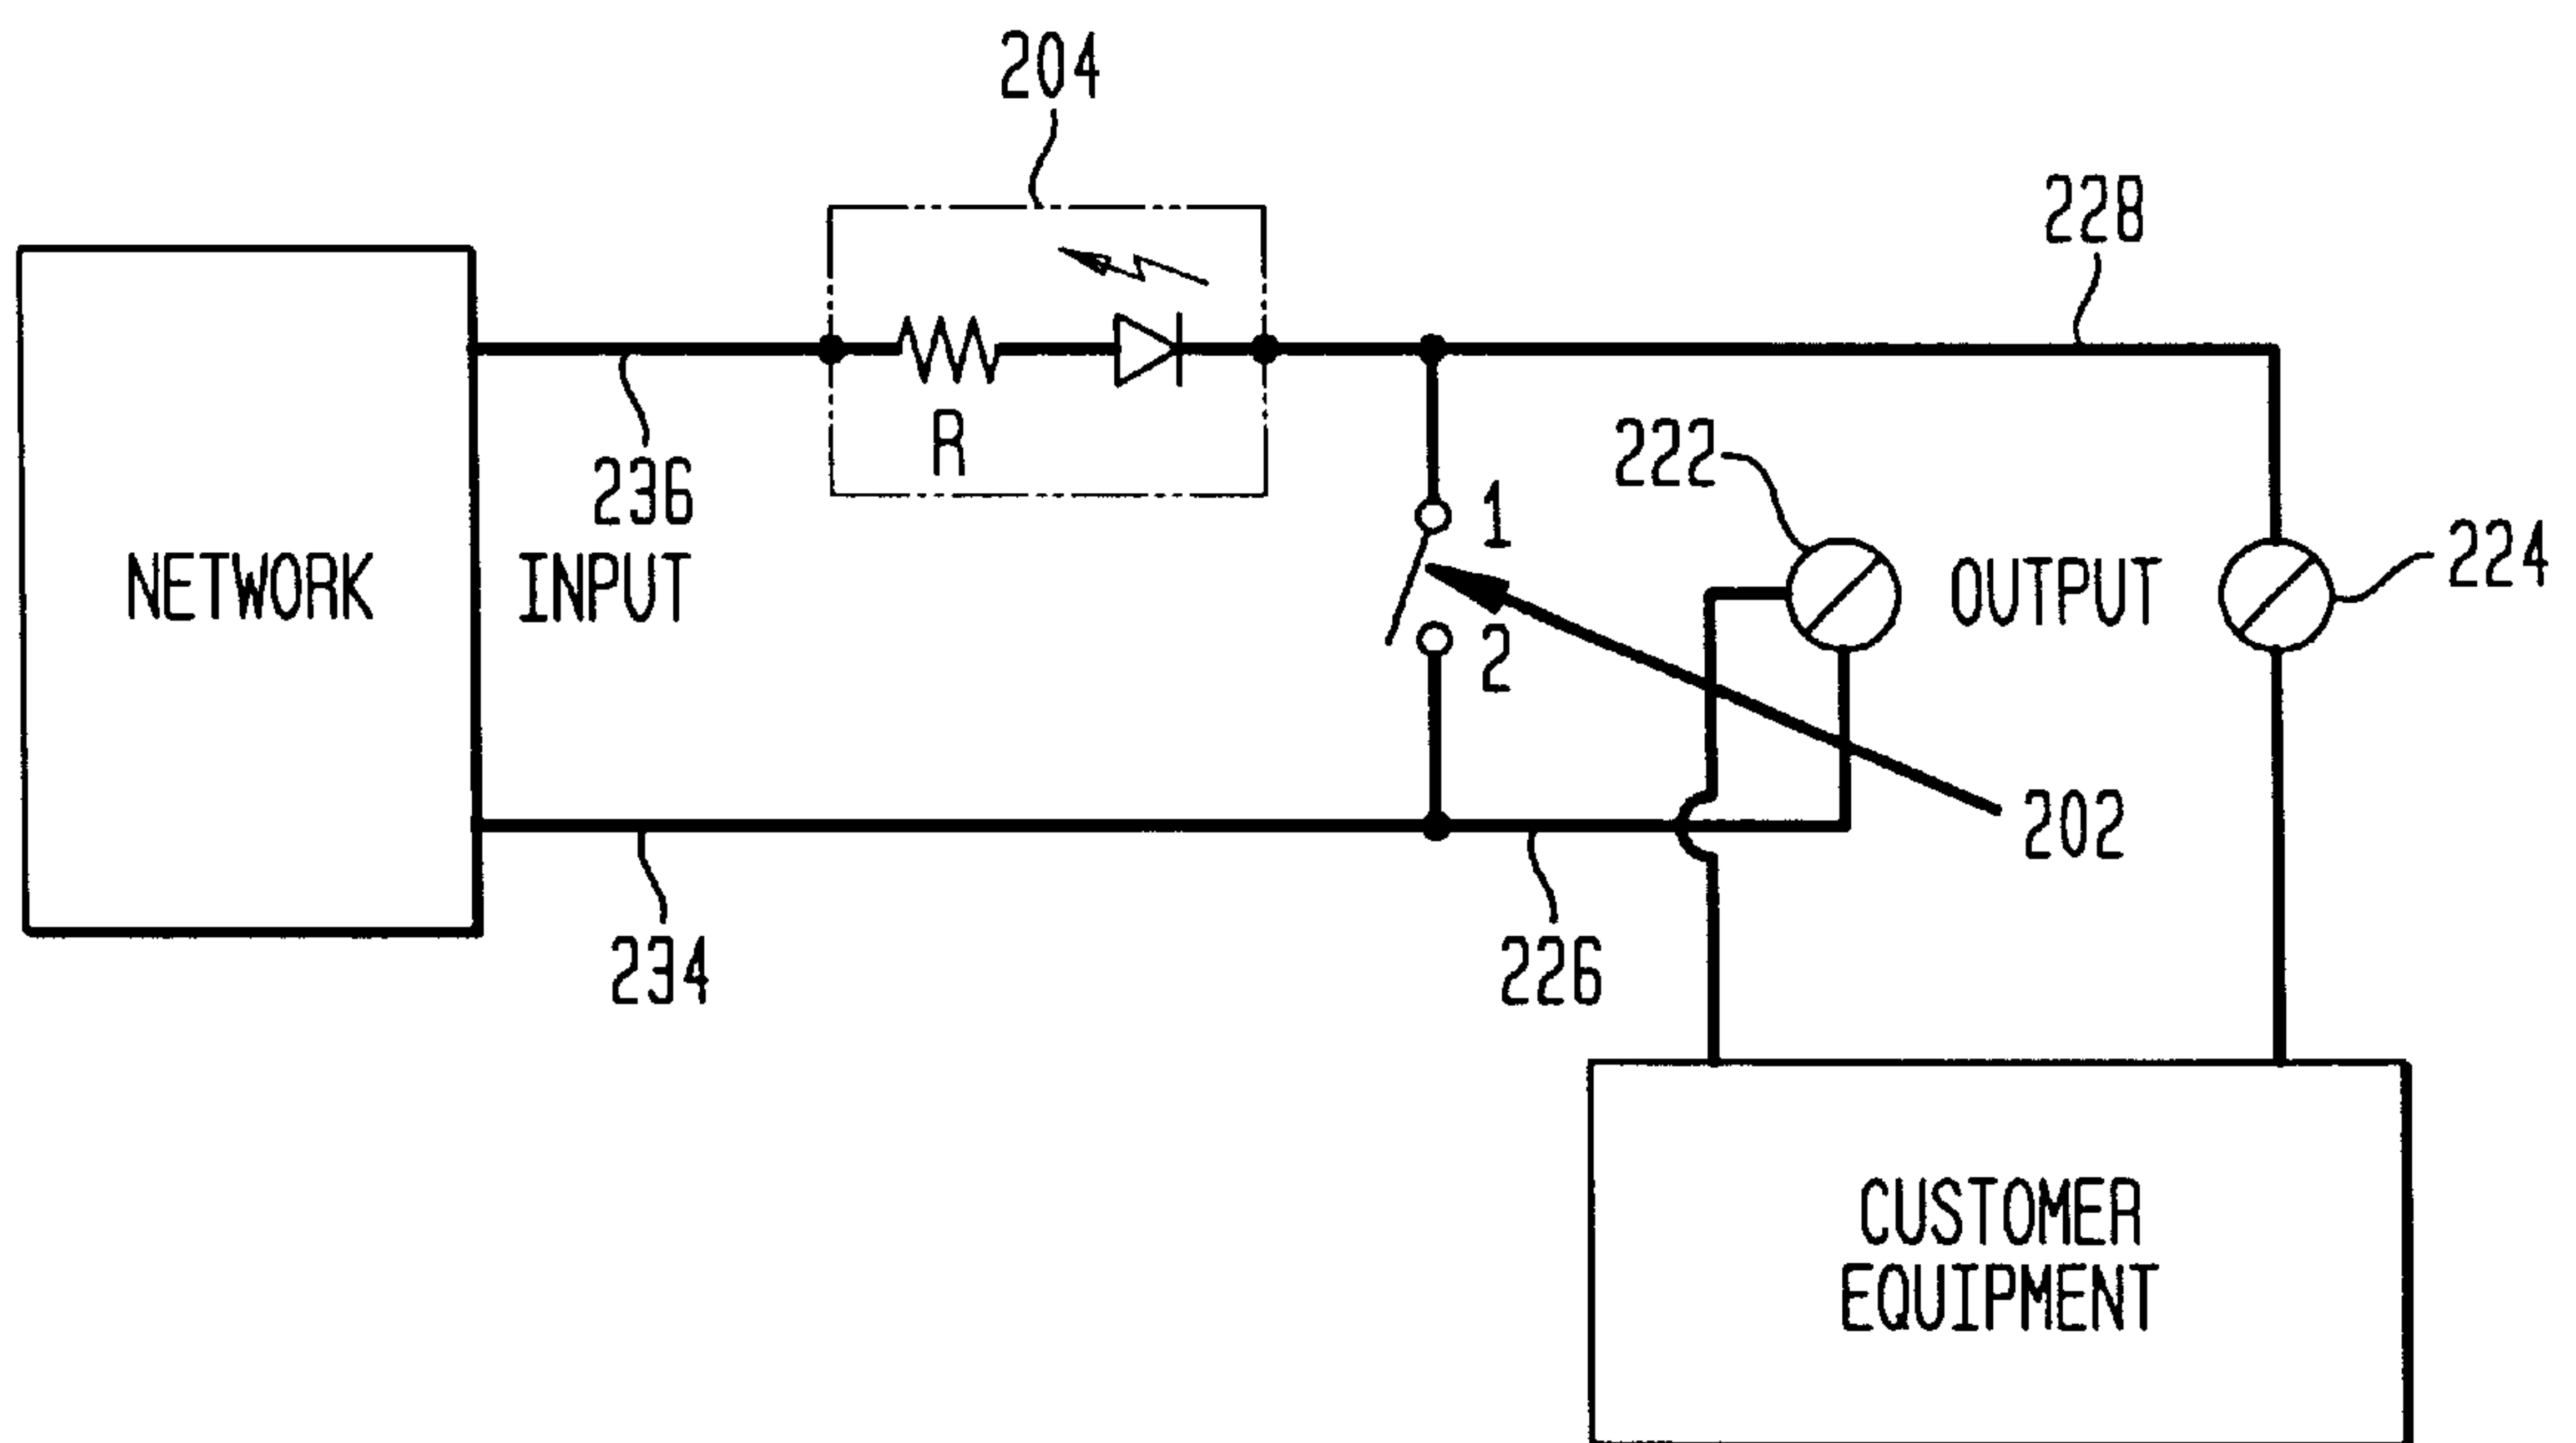 204
228
236
R
1
222
224
NETWORK
INPUT
OUTPUT
2
202
234
226
CUSTOMER
EQUIPMENT